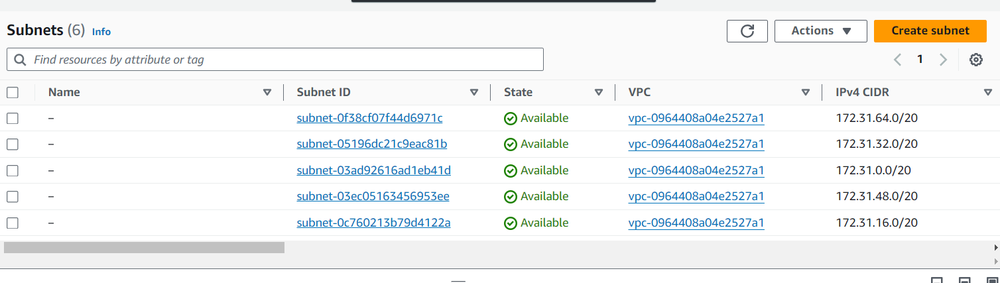 Subnets (6) Info
Actions
Create subnet
Find resources by attribute or tag
1
Name Subnet ID State VPC IPv4 CIDR
– subnet-0f38cf07f44d6971c Available vpc-0964408a04e2527a1 172.31.64.0/20
– subnet-05196dc21c9eac81b Available vpc-0964408a04e2527a1 172.31.32.0/20
– subnet-03ad92616ad1eb41d Available vpc-0964408a04e2527a1 172.31.0.0/20
– subnet-03ec05163456953ee Available vpc-0964408a04e2527a1 172.31.48.0/20
– subnet-0c760213b79d4122a Available vpc-0964408a04e2527a1 172.31.16.0/20